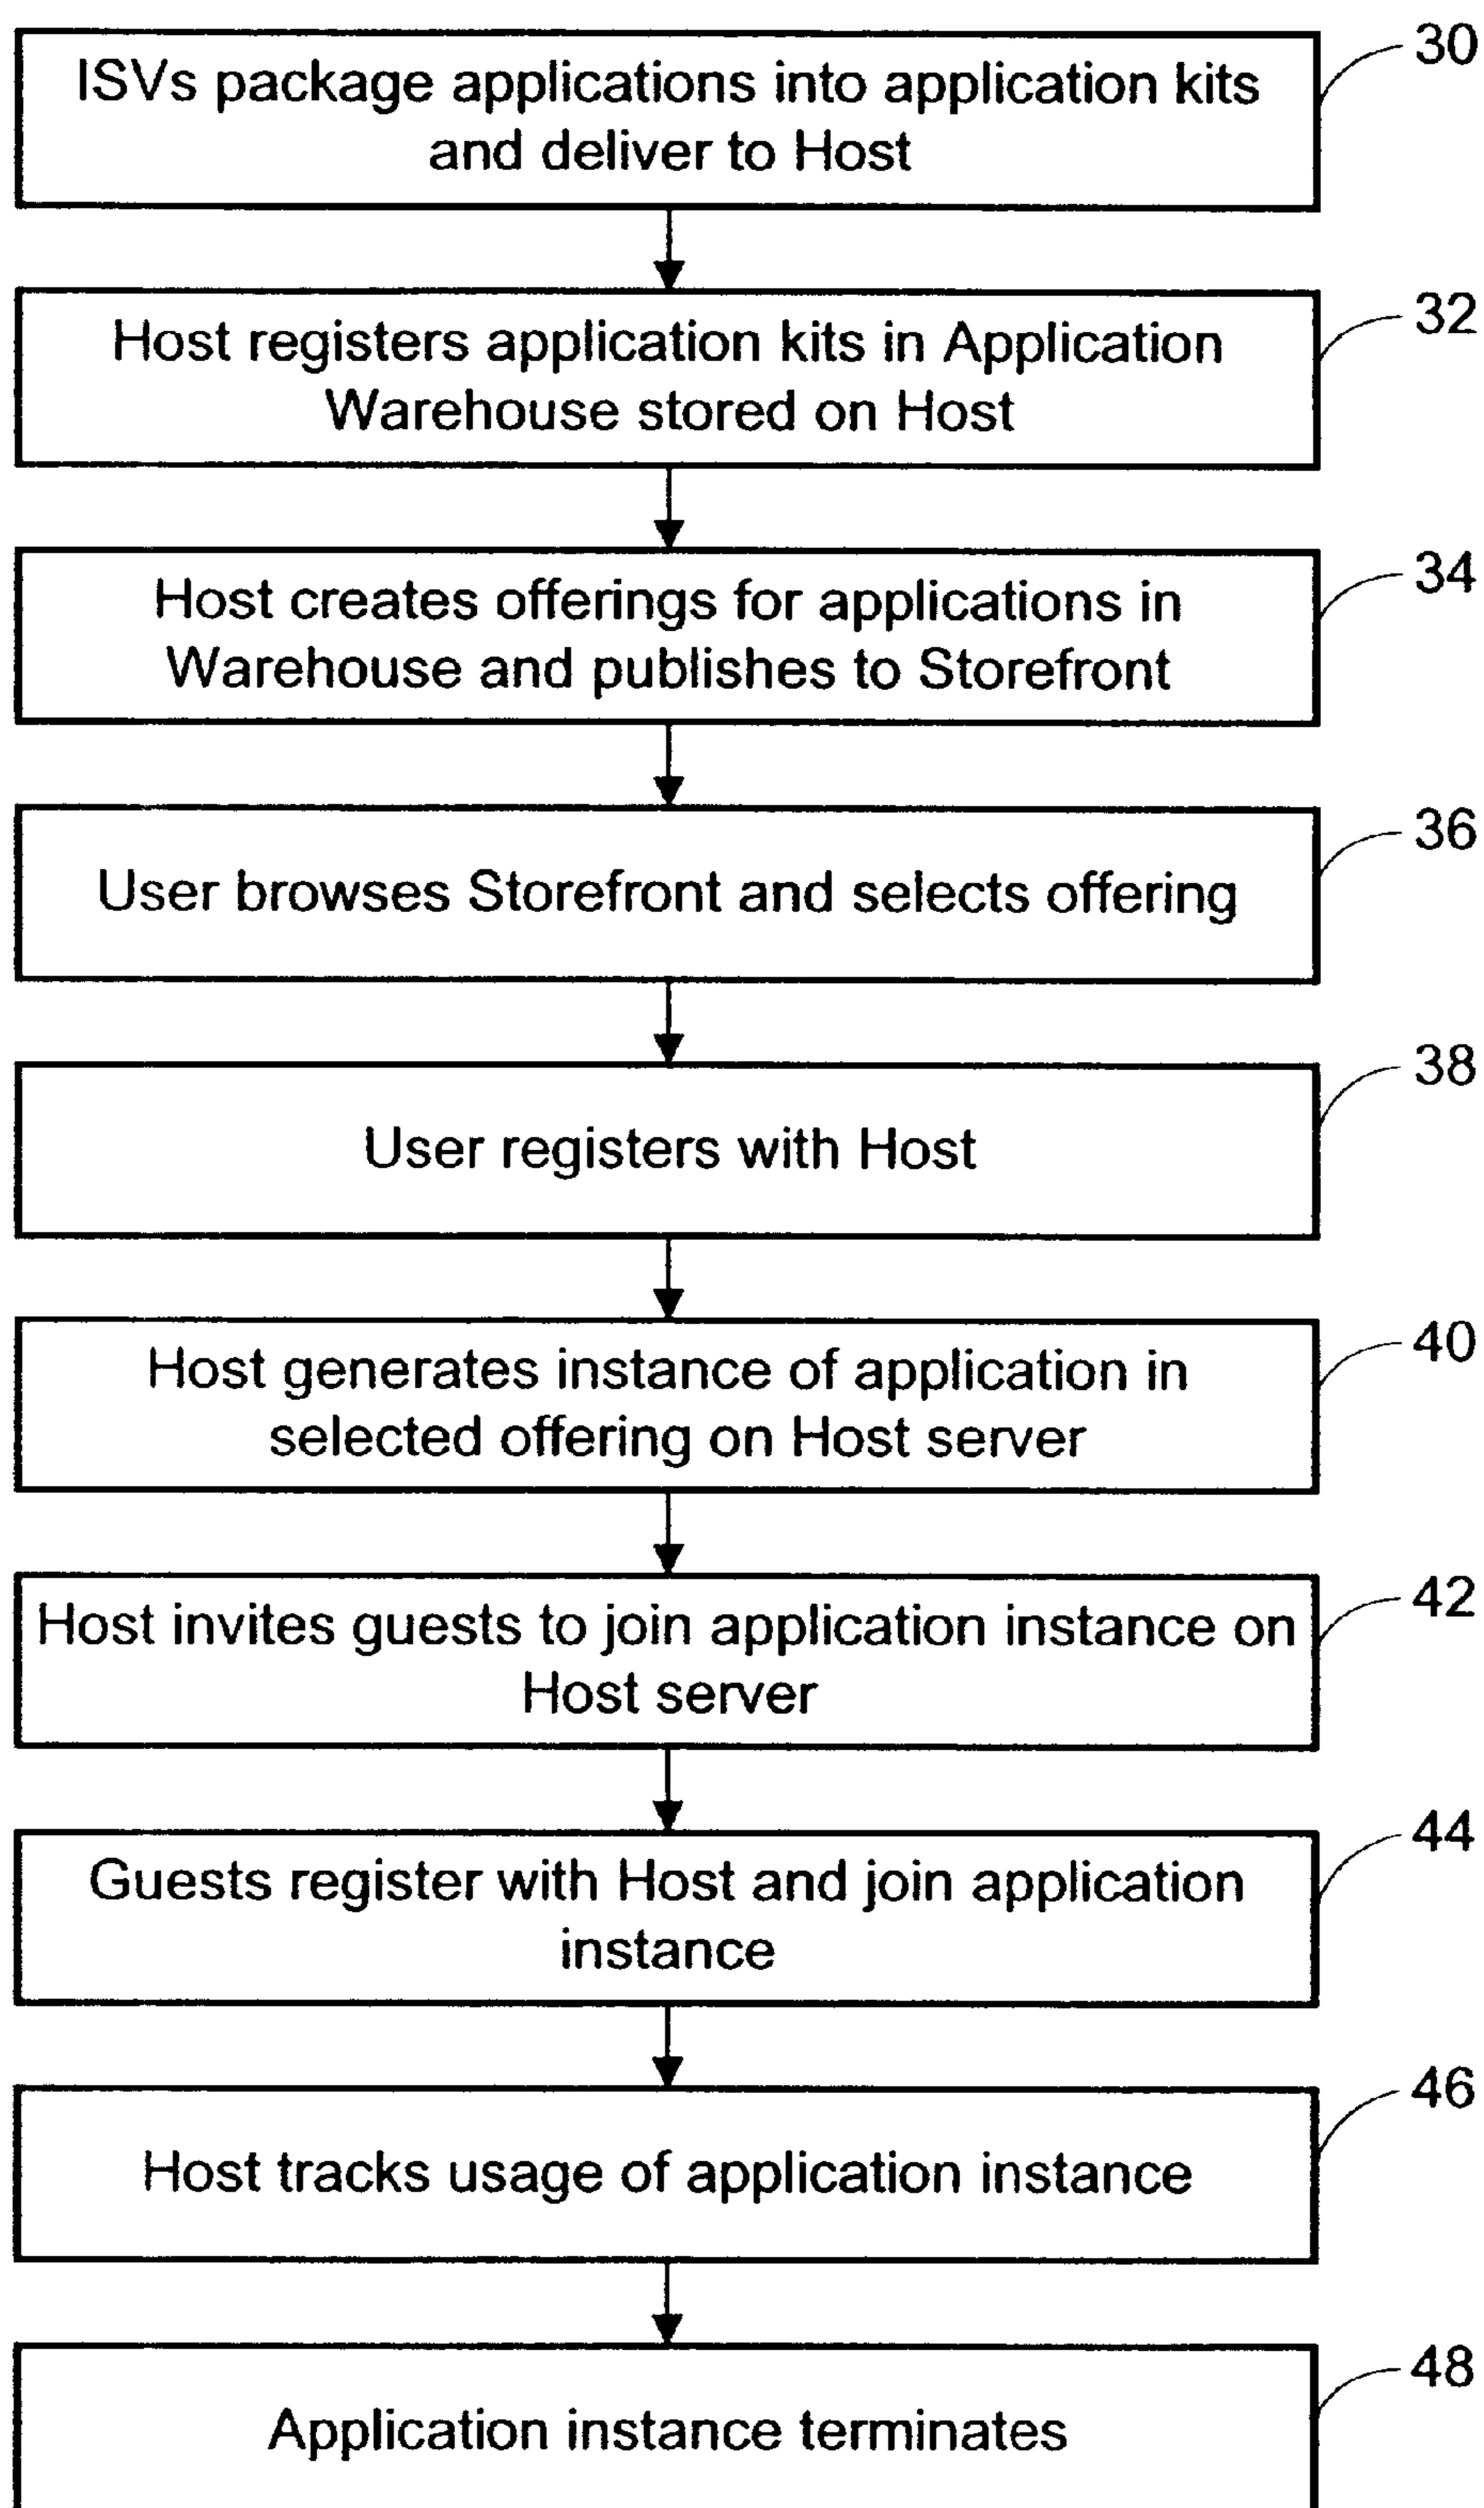 30
ISVs package applications into application kits
and deliver to Host
32
Host registers application kits in Application
Warehouse stored on Host
34
Host creates offerings for applications in
Warehouse and publishes to Storefront
36
User browses Storefront and selects offering
38
User registers with Host
40
Host generates instance of application in
selected offering on Host server
42
Host invites guests to join application instance on
Host server
44
Guests register with Host and join application
instance
46
Host tracks usage of application instance
48
Application instance terminates